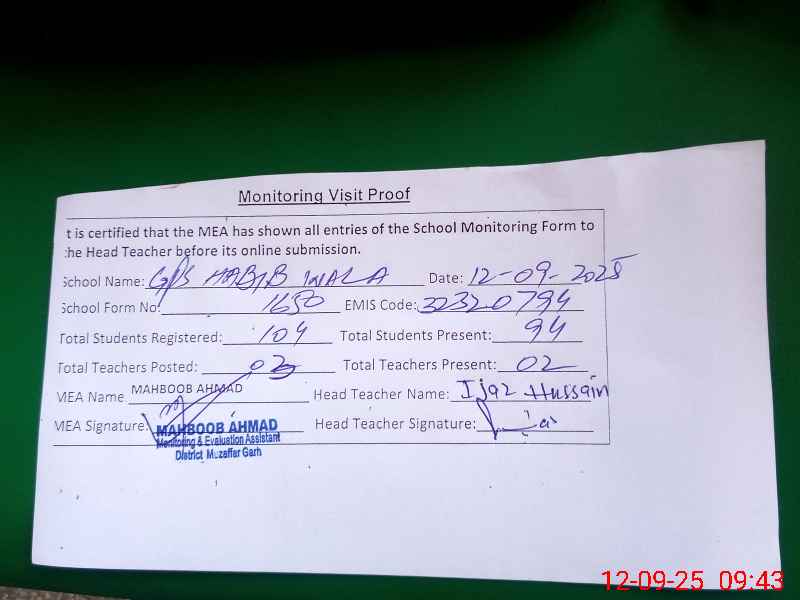 Monitoring Visit Proof
t is certified that the MEA has shown all entries of the School Monitoring Form to
he Head Teacher before its online submission.
School Name: GPS HABIB WALA Date: 12-09-2025
School Form No: 1650 EMIS Code: 32320794
Total Students Registered: 104 Total Students Present: 94
Total Teachers Posted: 03 Total Teachers Present: 02
MEA Name MAHBOOB AHMAD Head Teacher Name: Ijaz Hussain
MEA Signature: Head Teacher Signature:
MAHBOOB AHMAD
Monitoring & Evaluation Assistant
District Muzaffar Garh
12-09-25 09:43